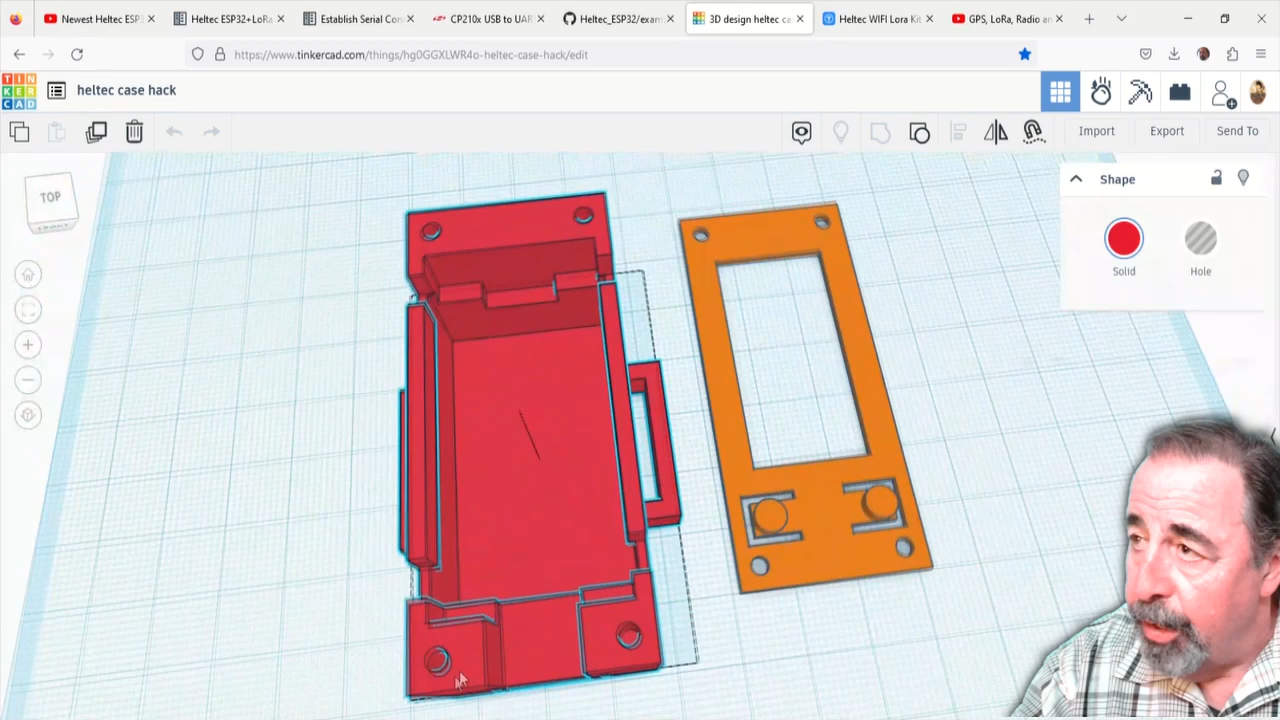 Newest Heltec ESP
Heltec ESP32+LoRa
Establish Serial Con
CP210x USB to UAR
Heltec_ESP32/exam
3D design heltec ca
Heltec WIFI Lora Kit
GPS, LoRa, Radio an
https://www.tinkercad.com/things/hg0GGXLWR4o-heltec-case-hack/edit
TIN
KER
CAD
heltec case hack
Import
Export
Send To
TOP
Shape
Solid
Hole